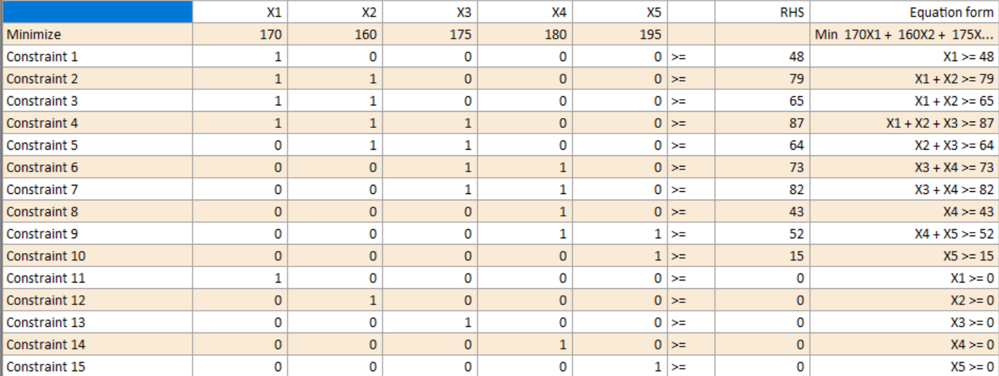 X1 X2 X3 X4 X5 RHS Equation form
Minimize 170 160 175 180 195 Min 170X1 + 160X2 + 175X...
Constraint 1 1 0 0 0 0 >= 48 X1 >= 48
Constraint 2 1 1 0 0 0 >= 79 X1 + X2 >= 79
Constraint 3 1 1 0 0 0 >= 65 X1 + X2 >= 65
Constraint 4 1 1 1 0 0 >= 87 X1 + X2 + X3 >= 87
Constraint 5 0 1 1 0 0 >= 64 X2 + X3 >= 64
Constraint 6 0 0 1 1 0 >= 73 X3 + X4 >= 73
Constraint 7 0 0 1 1 0 >= 82 X3 + X4 >= 82
Constraint 8 0 0 0 1 0 >= 43 X4 >= 43
Constraint 9 0 0 0 1 1 >= 52 X4 + X5 >= 52
Constraint 10 0 0 0 0 1 >= 15 X5 >= 15
Constraint 11 1 0 0 0 0 >= 0 X1 >= 0
Constraint 12 0 1 0 0 0 >= 0 X2 >= 0
Constraint 13 0 0 1 0 0 >= 0 X3 >= 0
Constraint 14 0 0 0 1 0 >= 0 X4 >= 0
Constraint 15 0 0 0 0 1 >= 0 X5 >= 0